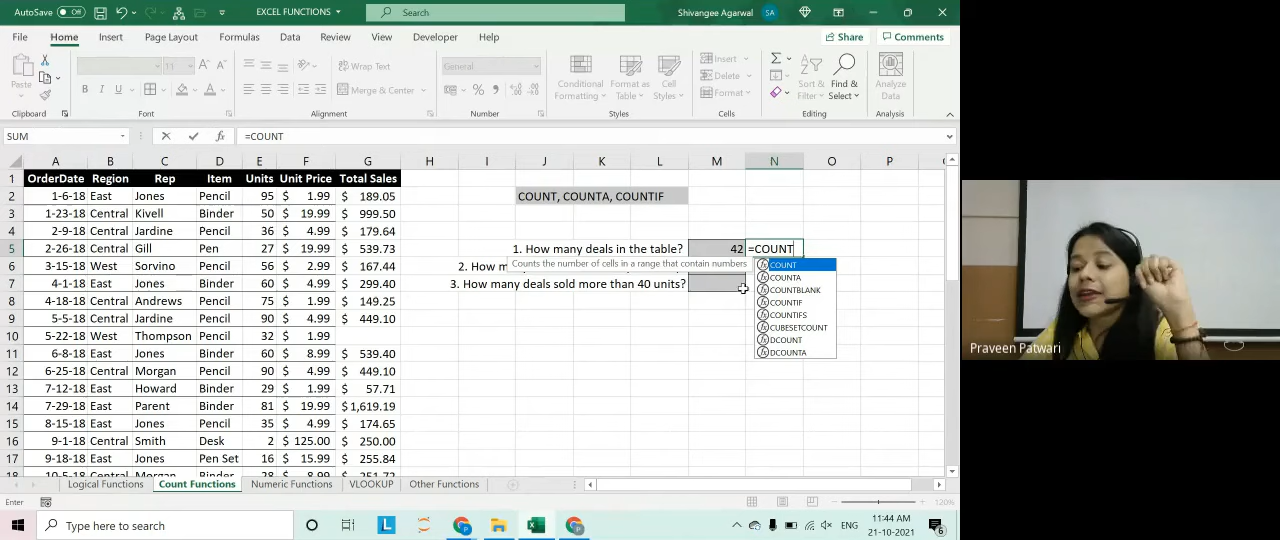 AutoSave Off EXCEL FUNCTIONS Search Shivangee Agarwal SA
File Home Insert Page Layout Formulas Data Review View Developer Help Share Comments
Paste 11 A A Wrap Text General Conditional Formatting Format as Table Cell Styles Insert Delete Format Sort & Filter Find & Select Analyze Data
B I U A Merge & Center % ,
Clipboard Font Alignment Number Styles Cells Editing Analysis
SUM fx =COUNT
A B C D E F G H I J K L M N O P
1 OrderDate Region Rep Item Units Unit Price Total Sales
2 1-6-18 East Jones Pencil 95 $ 1.99 $ 189.05 COUNT, COUNTA, COUNTIF
3 1-23-18 Central Kivell Binder 50 $ 19.99 $ 999.50
4 2-9-18 Central Jardine Pencil 36 $ 4.99 $ 179.64
5 2-26-18 Central Gill Pen 27 $ 19.99 $ 539.73 1. How many deals in the table? 42 =COUNT
Counts the number of cells in a range that contain numbers
COUNT
COUNTA
COUNTBLANK
COUNTIF
COUNTIFS
CUBESETCOUNT
DCOUNT
DCOUNTA
6 3-15-18 West Sorvino Pencil 56 $ 2.99 $ 167.44 2. How m
7 4-1-18 East Jones Binder 60 $ 4.99 $ 299.40 3. How many deals sold more than 40 units?
8 4-18-18 Central Andrews Pencil 75 $ 1.99 $ 149.25
9 5-5-18 Central Jardine Pencil 90 $ 4.99 $ 449.10
10 5-22-18 West Thompson Pencil 32 $ 1.99
11 6-8-18 East Jones Binder 60 $ 8.99 $ 539.40
12 6-25-18 Central Morgan Pencil 90 $ 4.99 $ 449.10
13 7-12-18 East Howard Binder 29 $ 1.99 $ 57.71
14 7-29-18 East Parent Binder 81 $ 19.99 $ 1,619.19
15 8-15-18 East Jones Pencil 35 $ 4.99 $ 174.65
16 9-1-18 Central Smith Desk 2 $ 125.00 $ 250.00
17 9-18-18 East Jones Pen Set 16 $ 15.99 $ 255.84
18 10-5-18 Central Morgan Binder 28 $ 8.99 $ 251.72
Logical Functions Count Functions Numeric Functions VLOOKUP Other Functions
Enter 120%
Type here to search L ENG 11:44 AM
21-10-2021 6
Praveen Patwari